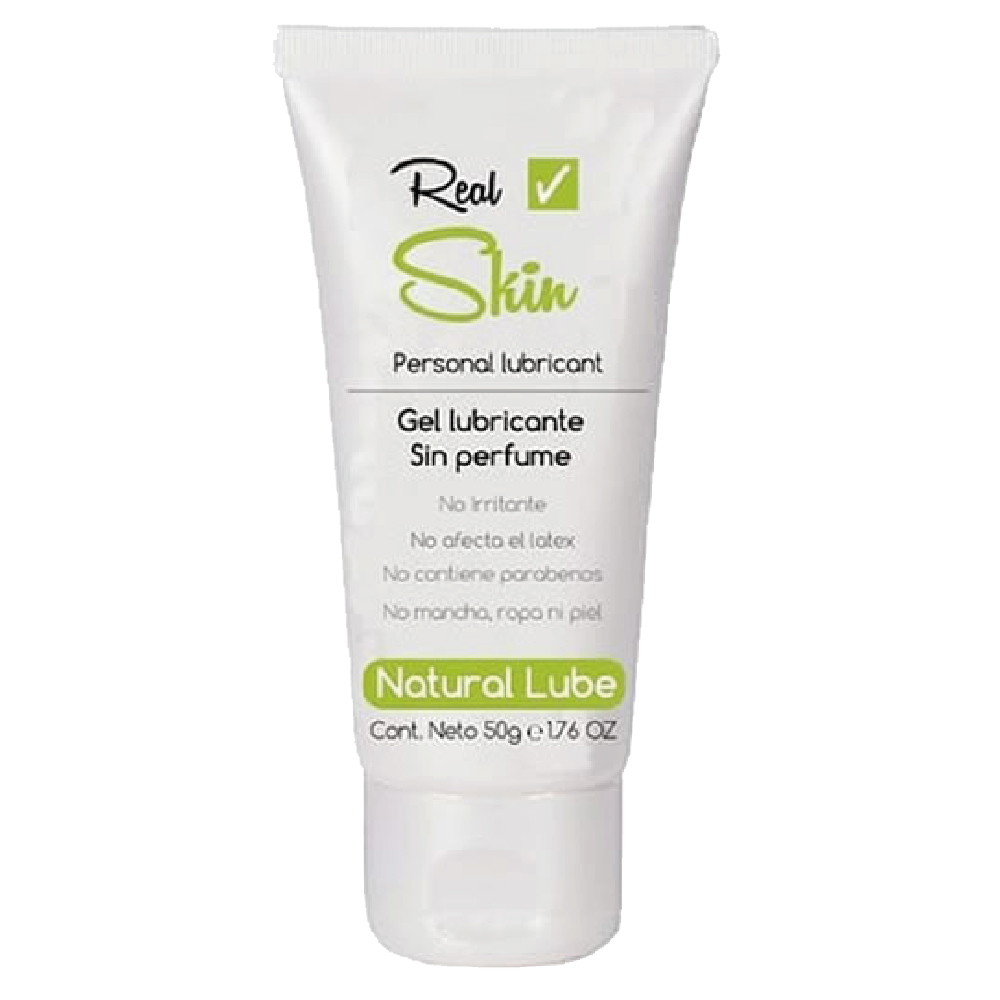 Real
Skin
Personal lubricant
Gel lubricante
Sin perfume
No Irritante
No afecta el latex
No contiene parabenos
No mancha, ropa ni piel
Natural Lube
Cont. Neto 50g ℮ 1.76 OZ